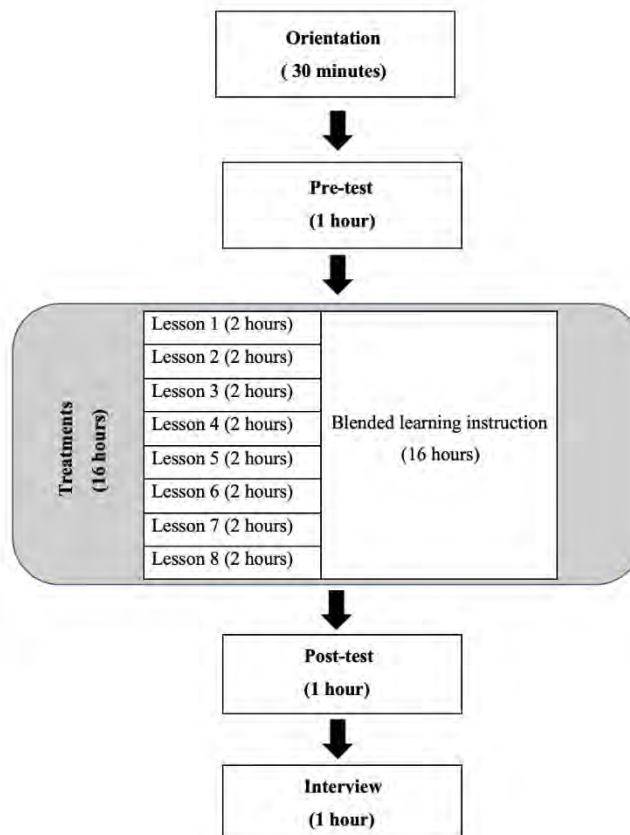 Orientation
( 30 minutes)
Pre-test
(1 hour)
Treatments
(16 hours)
Lesson 1 (2 hours)
Lesson 2 (2 hours)
Lesson 3 (2 hours)
Lesson 4 (2 hours)
Lesson 5 (2 hours)
Lesson 6 (2 hours)
Lesson 7 (2 hours)
Lesson 8 (2 hours)
Blended learning instruction
(16 hours)
Post-test
(1 hour)
Interview
(1 hour)